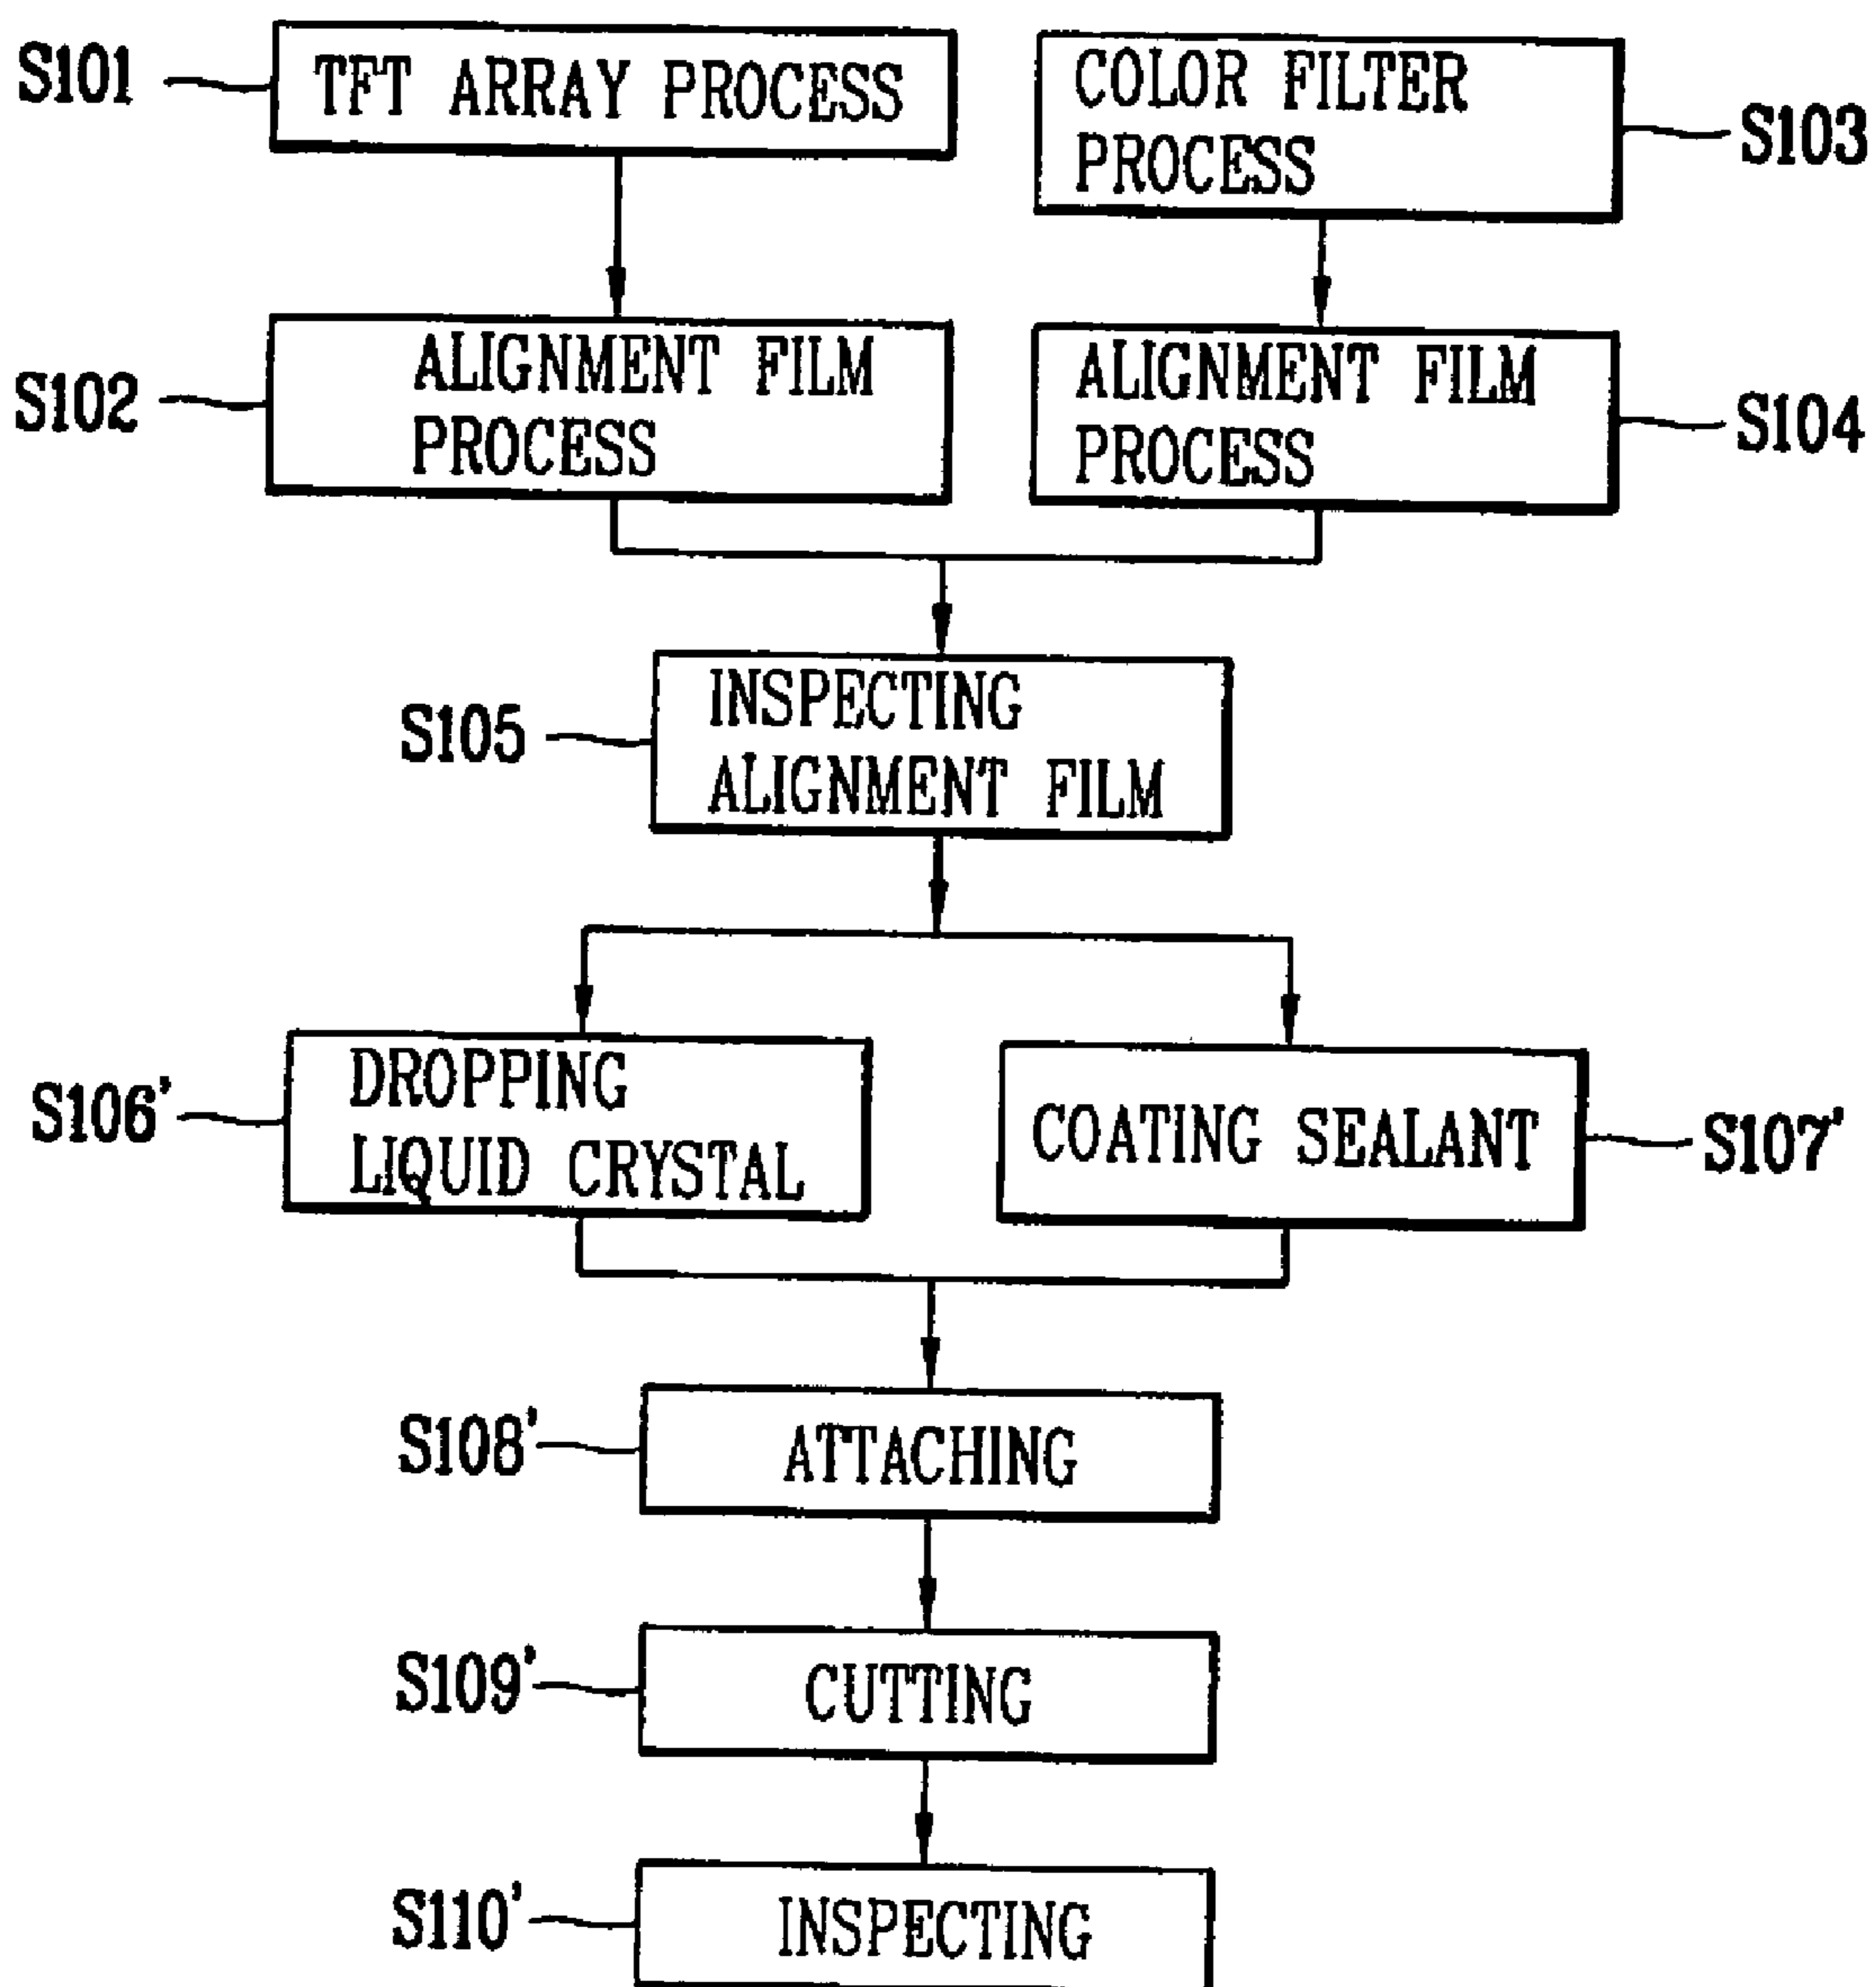 S101
TFT ARRAY PROCESS
COLOR FILTER
PROCESS
S103
S102
ALIGNMENT FILM
PROCESS
ALIGNMENT FILM
PROCESS
S104
S105
INSPECTING
ALIGNMENT FILM
S106'
DROPPING
LIQUID CRYSTAL
COATING SEALANT
S107'
S108'
ATTACHING
S109'
CUTTING
S110'
INSPECTING